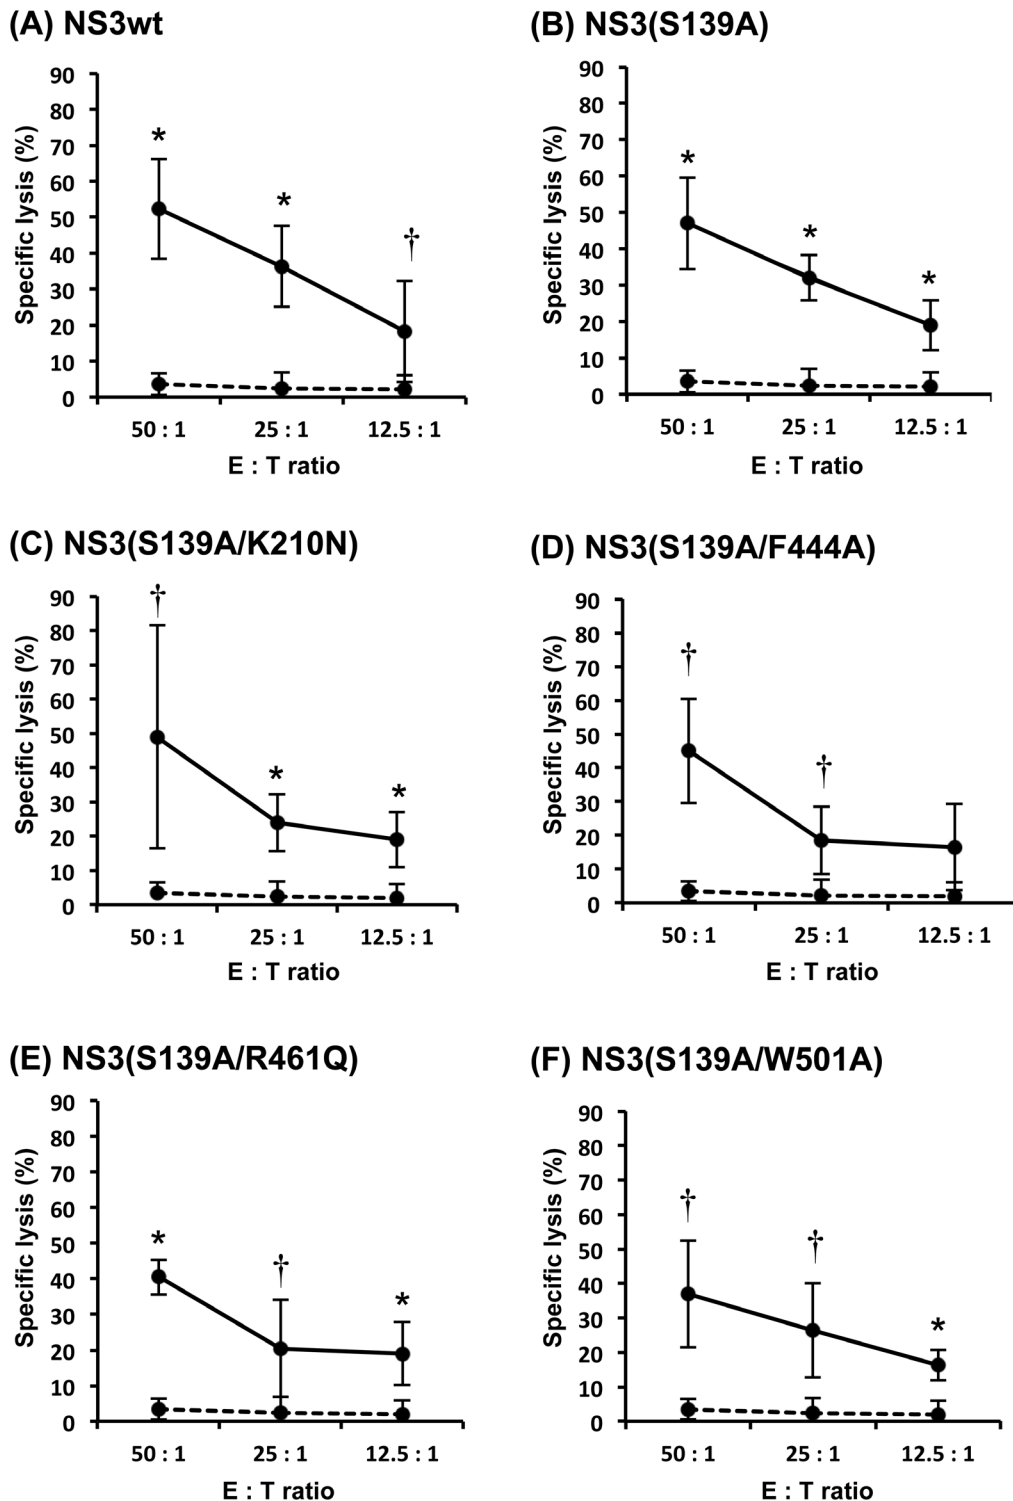 (A) NS3wt
Specific lysis (%)
90
80
70
60
50
40
30
20
10
0
*
*
†
50 : 1
25 : 1
12.5 : 1
E : T ratio
(B) NS3(S139A)
Specific lysis (%)
90
80
70
60
50
40
30
20
10
0
*
*
*
50 : 1
25 : 1
12.5 : 1
E : T ratio
(C) NS3(S139A/K210N)
Specific lysis (%)
90
80
70
60
50
40
30
20
10
0
†
*
*
50 : 1
25 : 1
12.5 : 1
E : T ratio
(D) NS3(S139A/F444A)
Specific lysis (%)
90
80
70
60
50
40
30
20
10
0
†
†
50 : 1
25 : 1
12.5 : 1
E : T ratio
(E) NS3(S139A/R461Q)
Specific lysis (%)
90
80
70
60
50
40
30
20
10
0
*
†
*
50 : 1
25 : 1
12.5 : 1
E : T ratio
(F) NS3(S139A/W501A)
Specific lysis (%)
90
80
70
60
50
40
30
20
10
0
†
†
*
50 : 1
25 : 1
12.5 : 1
E : T ratio